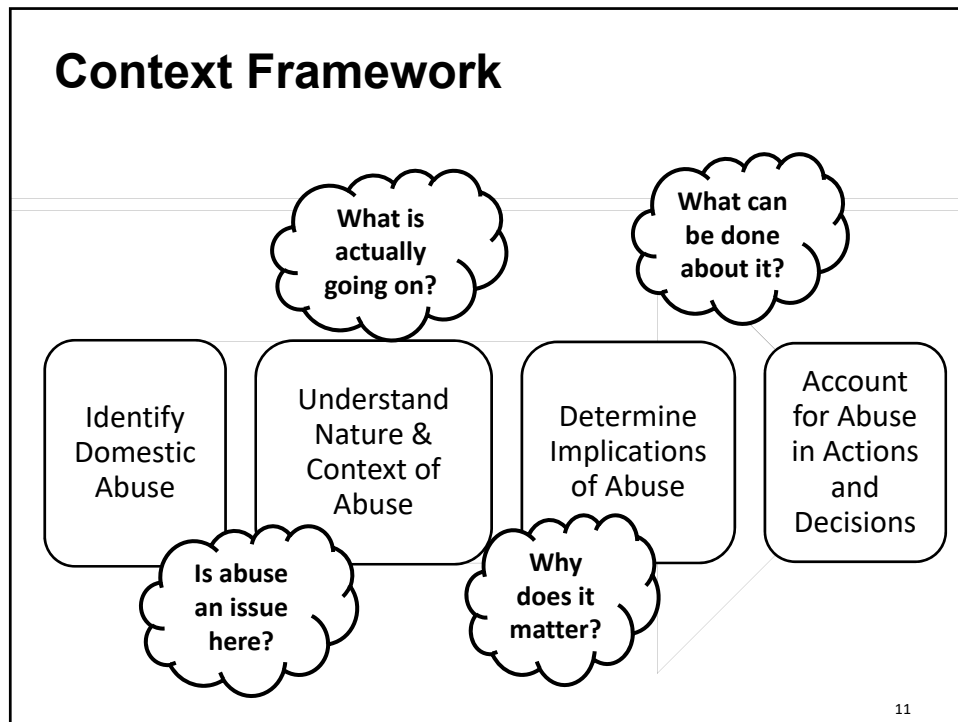 Context Framework
What is
actually
going on?
What can
be done
about it?
Identify
Domestic
Abuse
Understand
Nature &
Context of
Abuse
Determine
Implications
of Abuse
Account
for Abuse
in Actions
and
Decisions
Is abuse
an issue
here?
Why
does it
matter?
11